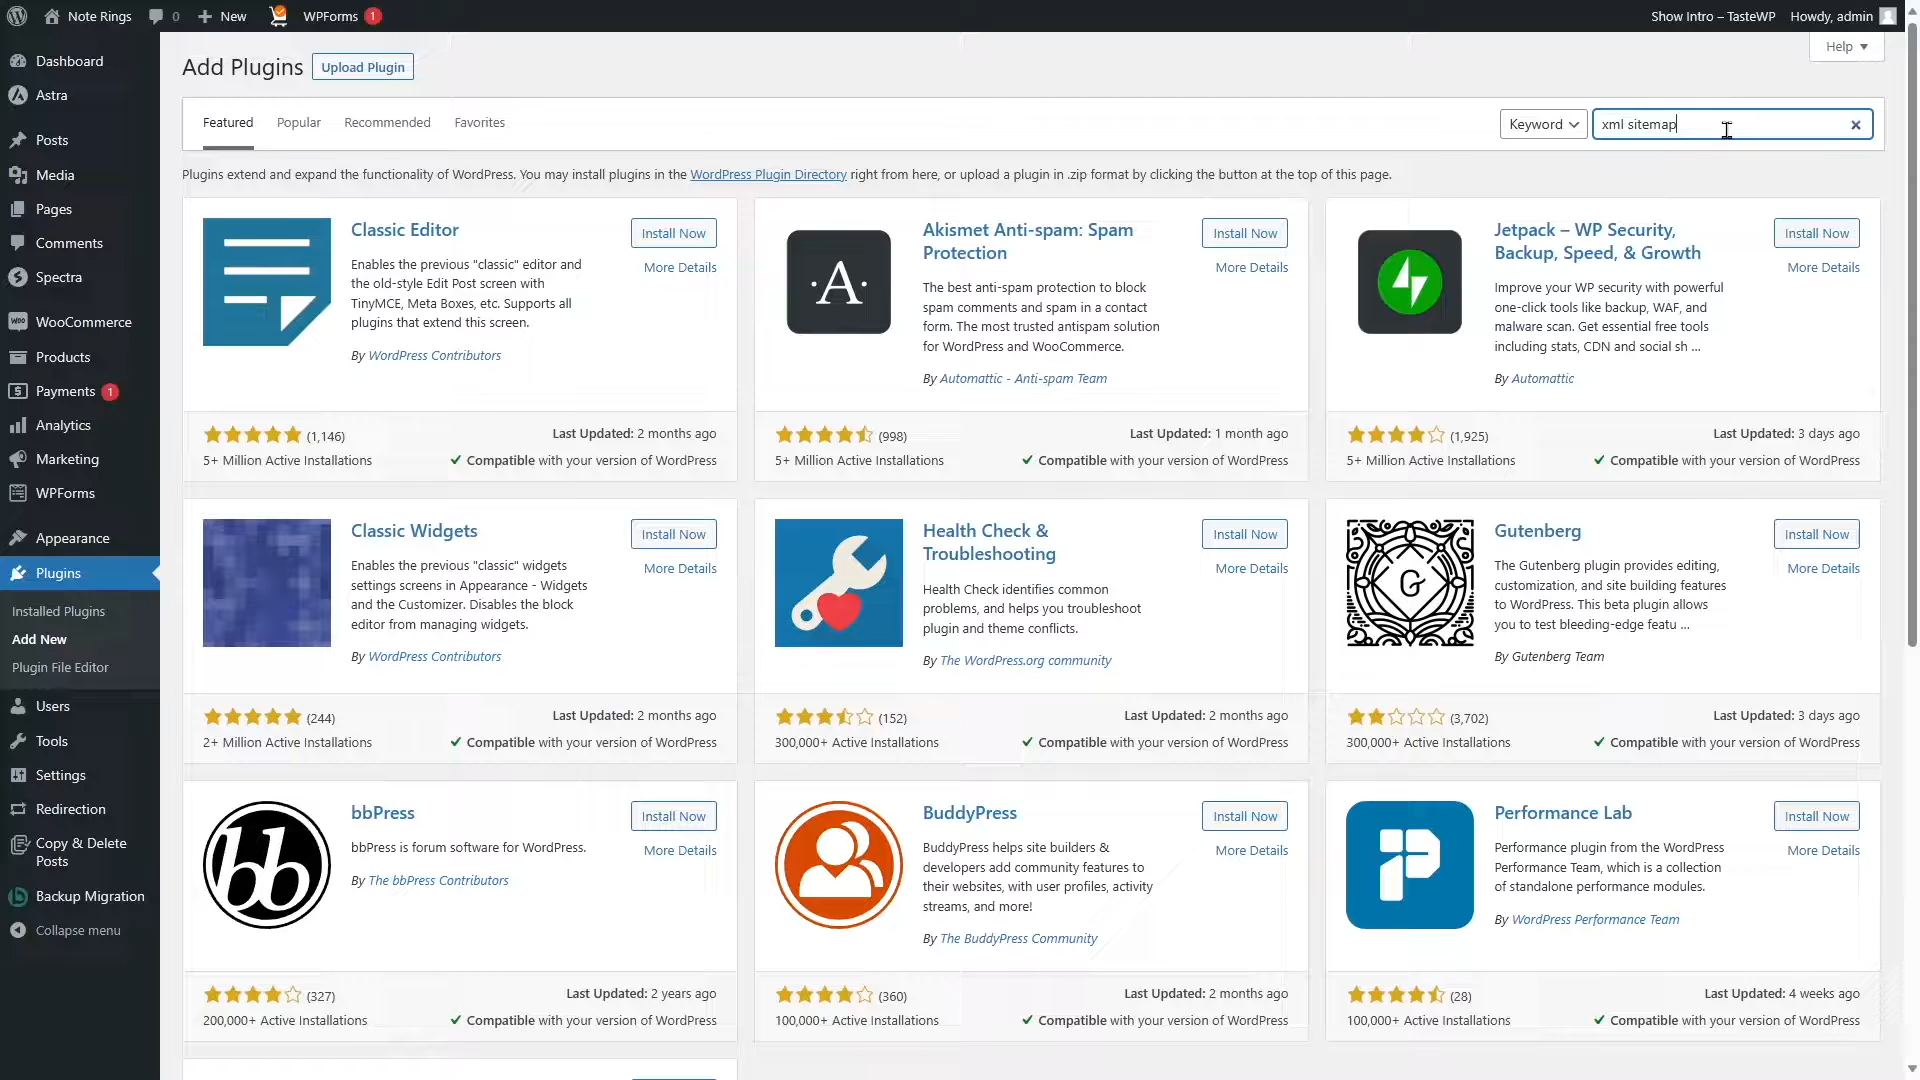 Note Rings
0
New
WPForms 1
Show Intro – TasteWP
Howdy, admin
Help
Dashboard
Astra
Posts
Media
Pages
Comments
Spectra
WooCommerce
Products
Payments 1
Analytics
Marketing
WPForms
Appearance
Plugins
Installed Plugins
Add New
Plugin File Editor
Users
Tools
Settings
Redirection
Copy & Delete
Posts
Backup Migration
Collapse menu
Add Plugins
Upload Plugin
Featured
Popular
Recommended
Favorites
Keyword
xml sitemap
Plugins extend and expand the functionality of WordPress. You may install plugins in the WordPress Plugin Directory right from here, or upload a plugin in .zip format by clicking the button at the top of this page.
Classic Editor
Install Now
More Details
Enables the previous "classic" editor and
the old-style Edit Post screen with
TinyMCE, Meta Boxes, etc. Supports all
plugins that extend this screen.
By WordPress Contributors
(1,146)
Last Updated: 2 months ago
5+ Million Active Installations
Compatible with your version of WordPress
·A·
Akismet Anti-spam: Spam
Protection
Install Now
More Details
The best anti-spam protection to block
spam comments and spam in a contact
form. The most trusted antispam solution
for WordPress and WooCommerce.
By Automattic - Anti-spam Team
(998)
Last Updated: 1 month ago
5+ Million Active Installations
Compatible with your version of WordPress
Jetpack – WP Security,
Backup, Speed, & Growth
Install Now
More Details
Improve your WP security with powerful
one-click tools like backup, WAF, and
malware scan. Get essential free tools
including stats, CDN and social sh ...
By Automattic
(1,925)
Last Updated: 3 days ago
5+ Million Active Installations
Compatible with your version of WordPress
Classic Widgets
Install Now
More Details
Enables the previous "classic" widgets
settings screens in Appearance - Widgets
and the Customizer. Disables the block
editor from managing widgets.
By WordPress Contributors
(244)
Last Updated: 2 months ago
2+ Million Active Installations
Compatible with your version of WordPress
Health Check &
Troubleshooting
Install Now
More Details
Health Check identifies common
problems, and helps you troubleshoot
plugin and theme conflicts.
By The WordPress.org community
(152)
Last Updated: 2 months ago
300,000+ Active Installations
Compatible with your version of WordPress
G
Gutenberg
Install Now
More Details
The Gutenberg plugin provides editing,
customization, and site building features
to WordPress. This beta plugin allows
you to test bleeding-edge featu ...
By Gutenberg Team
(3,702)
Last Updated: 3 days ago
300,000+ Active Installations
Compatible with your version of WordPress
bb
bbPress
Install Now
More Details
bbPress is forum software for WordPress.
By The bbPress Contributors
(327)
Last Updated: 2 years ago
200,000+ Active Installations
Compatible with your version of WordPress
BuddyPress
Install Now
More Details
BuddyPress helps site builders &
developers add community features to
their websites, with user profiles, activity
streams, and more!
By The BuddyPress Community
(360)
Last Updated: 2 months ago
100,000+ Active Installations
Compatible with your version of WordPress
Performance Lab
Install Now
More Details
Performance plugin from the WordPress
Performance Team, which is a collection
of standalone performance modules.
By WordPress Performance Team
(28)
Last Updated: 4 weeks ago
100,000+ Active Installations
Compatible with your version of WordPress